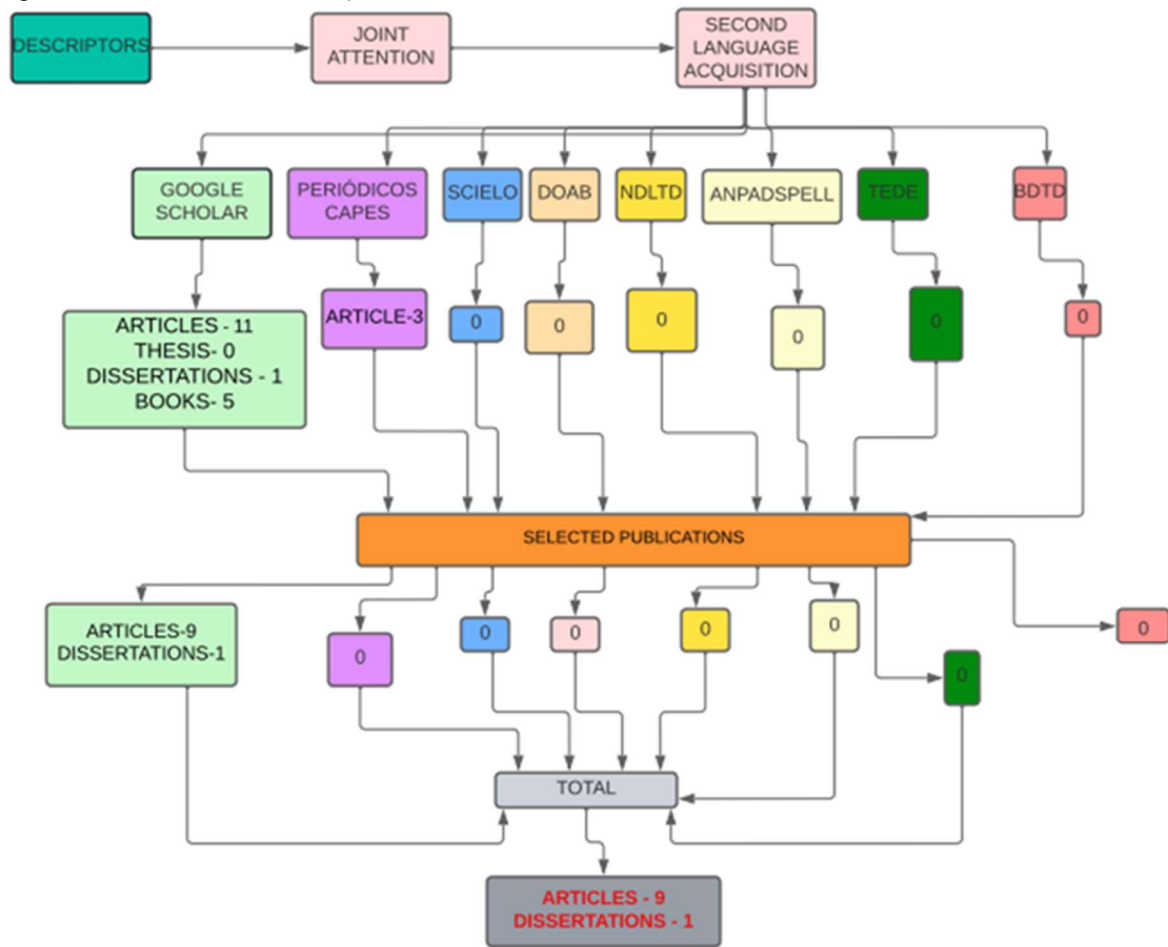 DESCRIPTORS
JOINT
ATTENTION
SECOND
LANGUAGE
ACQUISITION
GOOGLE
SCHOLAR
PERIÓDICOS
CAPES
SCIELO
DOAB
NDLTD
ANPADSPELL
TEDE
BDTD
ARTICLES - 11
THESIS- 0
DISSERTATIONS - 1
BOOKS- 5
ARTICLE-3
0
0
0
0
0
0
SELECTED PUBLICATIONS
ARTICLES-9
DISSERTATIONS-1
0
0
0
0
0
0
0
TOTAL
ARTICLES - 9
DISSERTATIONS - 1